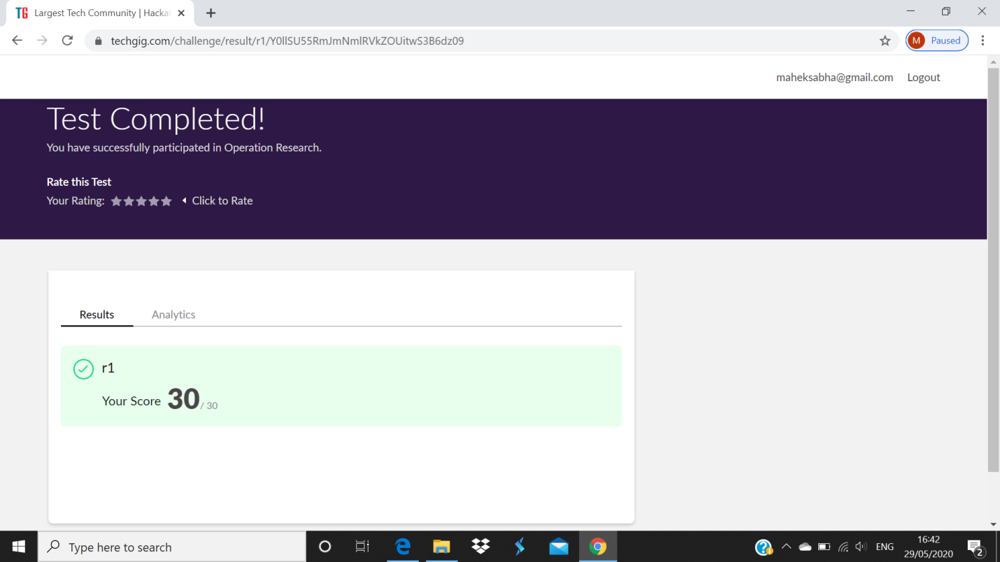 TG Largest Tech Community | Hacka
techgig.com/challenge/result/r1/Y0llSU55RmJmNmlRVkZOUitwS3B6dz09
M Paused
maheksabha@gmail.com Logout
Test Completed!
You have successfully participated in Operation Research.
Rate this Test
Your Rating: Click to Rate
Results Analytics
r1
Your Score 30 / 30
Type here to search
ENG
16:42
29/05/2020
2